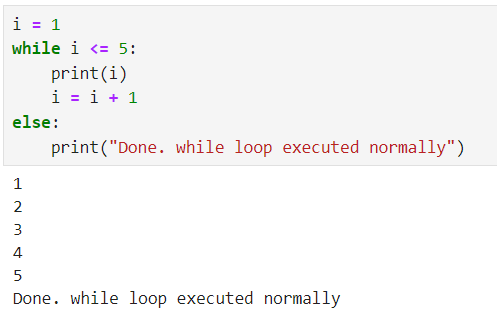 i = 1
while i <= 5:
    print(i)
    i = i + 1
else:
    print("Done. while loop executed normally")
1
2
3
4
5
Done. while loop executed normally